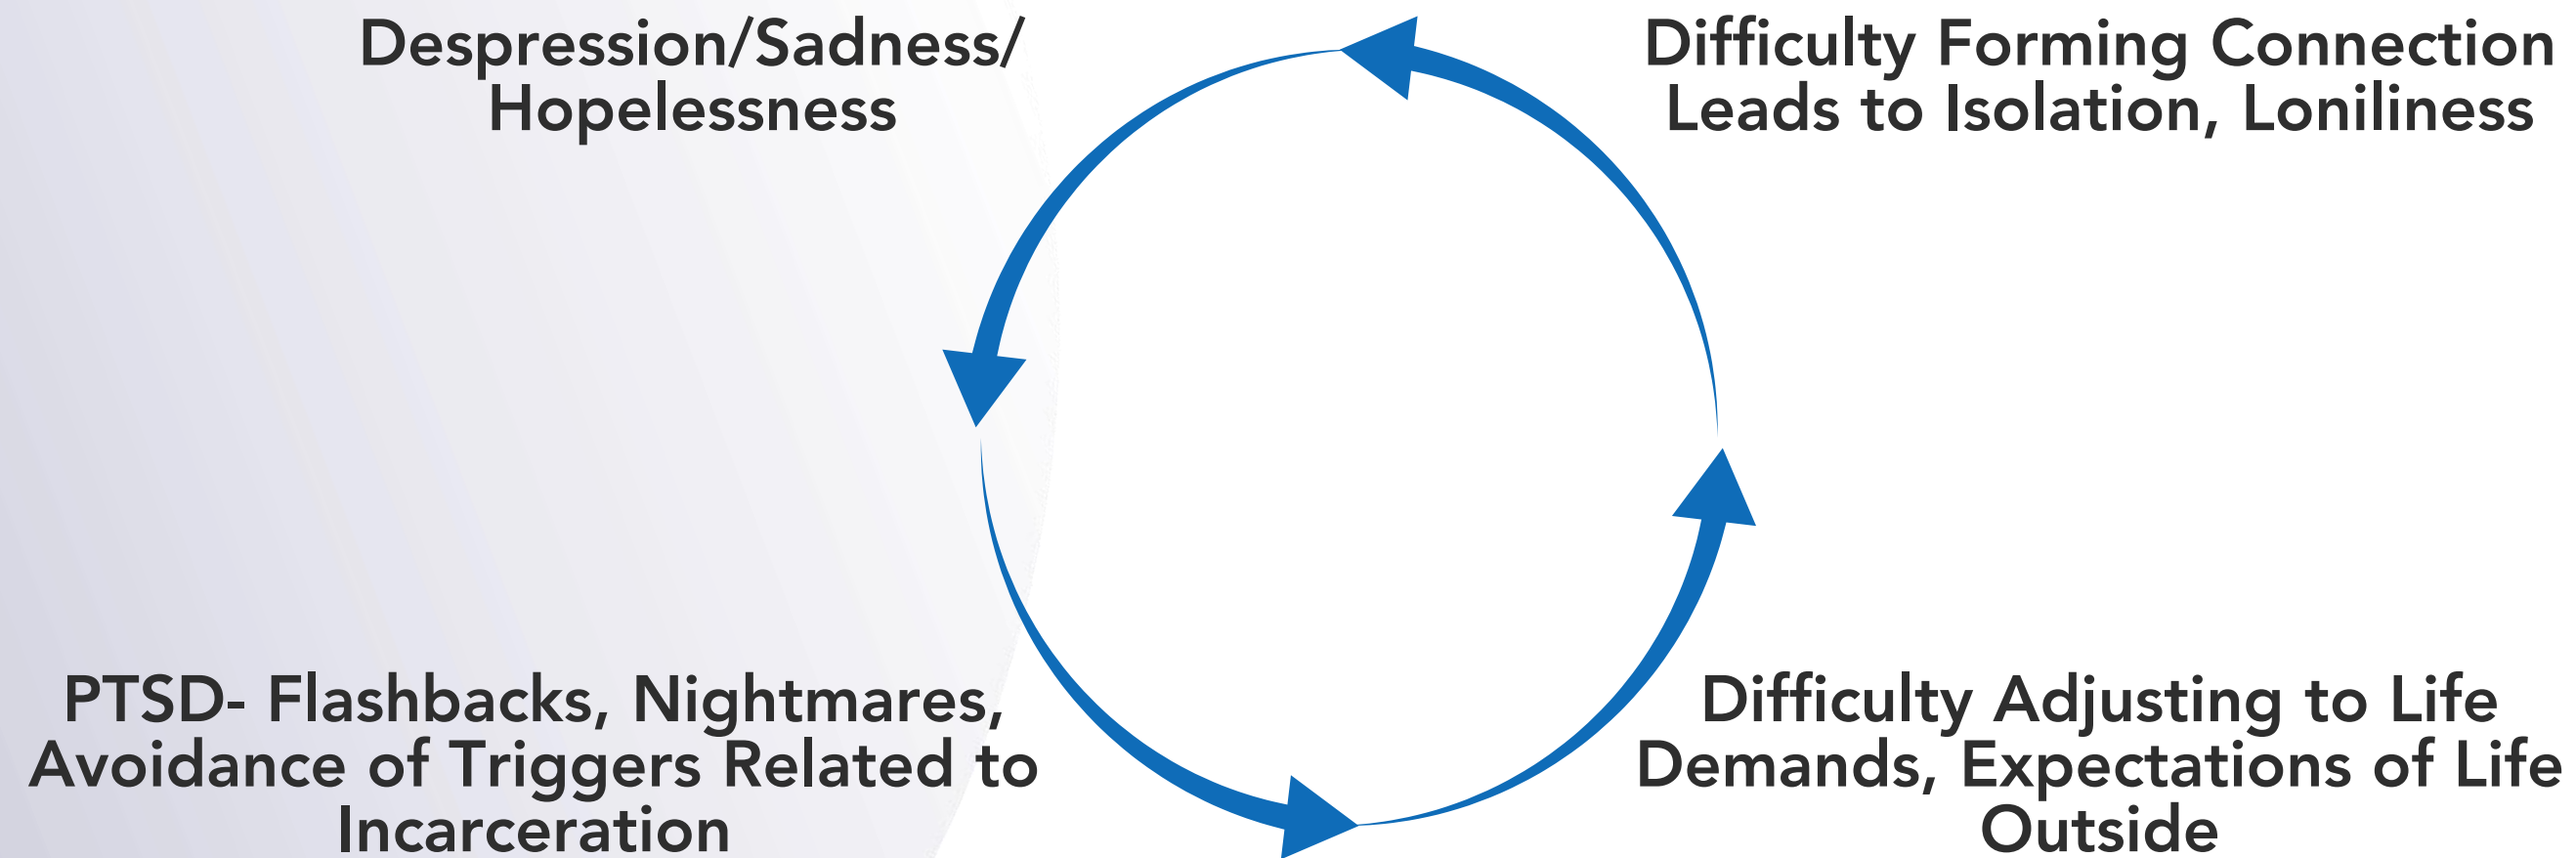 Despression/Sadness/
Hopelessness
Difficulty Forming Connection
Leads to Isolation, Loniliness
PTSD- Flashbacks, Nightmares,
Avoidance of Triggers Related to
Incarceration
Difficulty Adjusting to Life
Demands, Expectations of Life
Outside